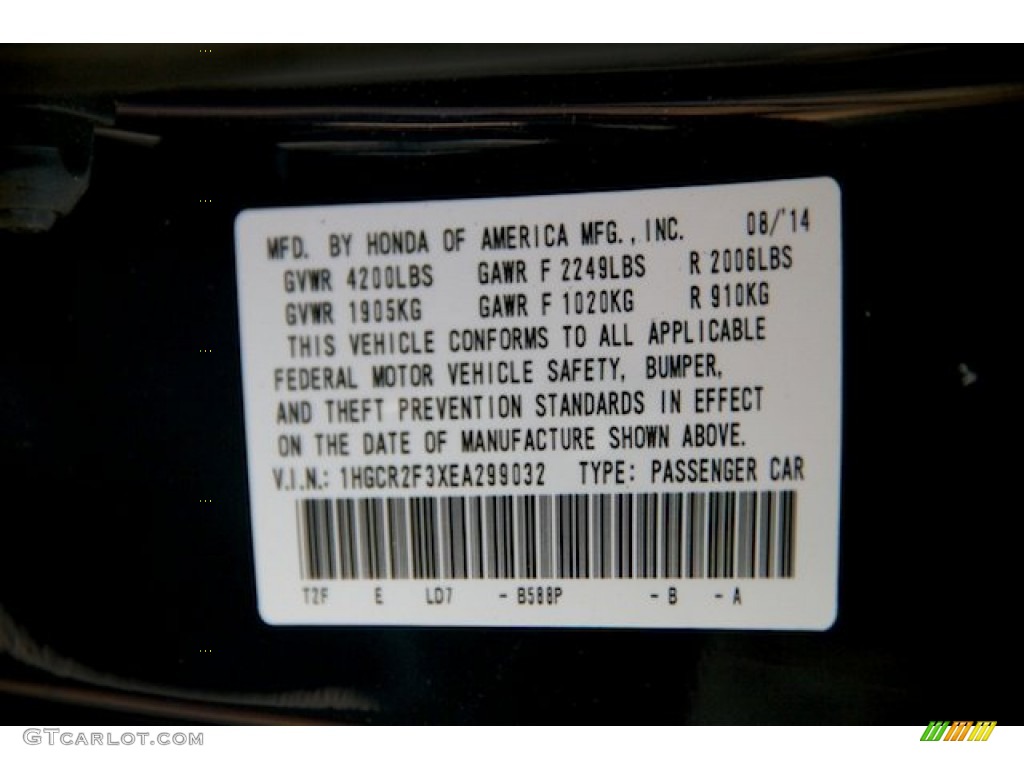 MFD. BY HONDA OF AMERICA MFG., INC. 08/'14
GVWR 4200LBS GAWR F 2249LBS R 2006LBS
GVWR 1905KG GAWR F 1020KG R 910KG
THIS VEHICLE CONFORMS TO ALL APPLICABLE
FEDERAL MOTOR VEHICLE SAFETY, BUMPER,
AND THEFT PREVENTION STANDARDS IN EFFECT
ON THE DATE OF MANUFACTURE SHOWN ABOVE.
V.I.N.: 1HGCR2F3XEA299032 TYPE: PASSENGER CAR
T2F E LD7 - B588P - B - A
GTCARLOT.COM